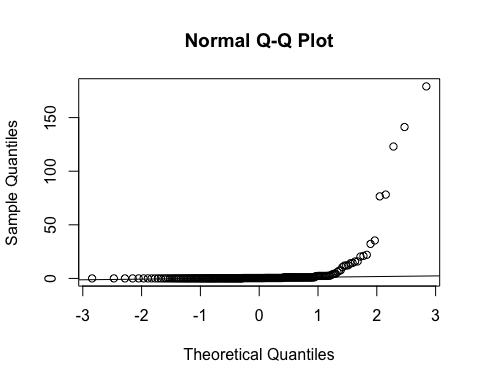 Normal Q-Q Plot
Sample Quantiles
150
100
50
0
-3 -2 -1 0 1 2 3
Theoretical Quantiles